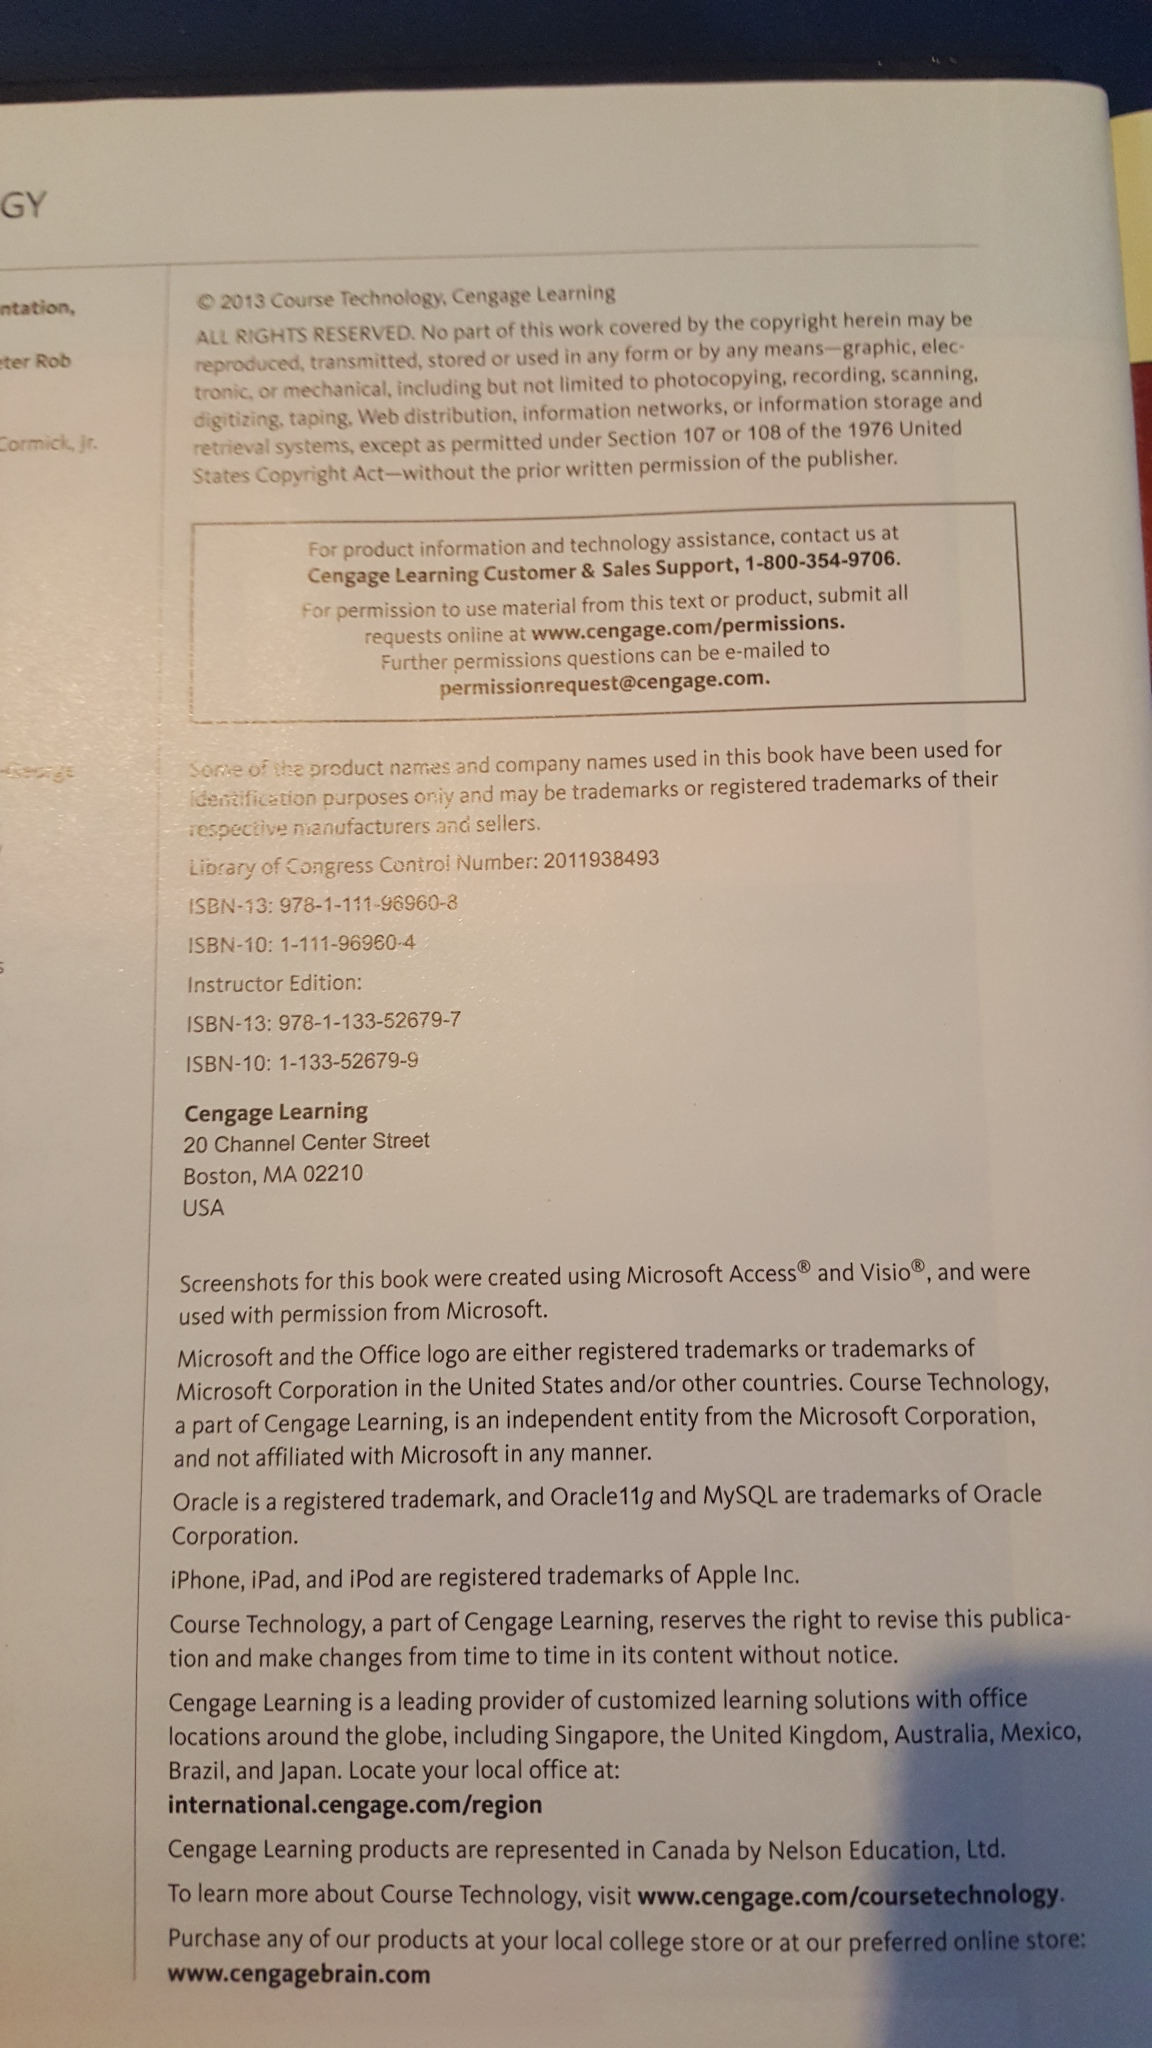 GY
ntation,
eter Rob
Cormick, Jr.
-George
s
© 2013 Course Technology, Cengage Learning
ALL RIGHTS RESERVED. No part of this work covered by the copyright herein may be
reproduced, transmitted, stored or used in any form or by any means—graphic, elec-
tronic, or mechanical, including but not limited to photocopying, recording, scanning,
digitizing, taping, Web distribution, information networks, or information storage and
retrieval systems, except as permitted under Section 107 or 108 of the 1976 United
States Copyright Act—without the prior written permission of the publisher.
For product information and technology assistance, contact us at
Cengage Learning Customer & Sales Support, 1-800-354-9706.
For permission to use material from this text or product, submit all
requests online at www.cengage.com/permissions.
Further permissions questions can be e-mailed to
permissionrequest@cengage.com.
Some of the product names and company names used in this book have been used for
identification purposes only and may be trademarks or registered trademarks of their
respective manufacturers and sellers.
Library of Congress Control Number: 2011938493
ISBN-13: 978-1-111-96960-8
ISBN-10: 1-111-96960-4
Instructor Edition:
ISBN-13: 978-1-133-52679-7
ISBN-10: 1-133-52679-9
Cengage Learning
20 Channel Center Street
Boston, MA 02210
USA
Screenshots for this book were created using Microsoft Access® and Visio®, and were
used with permission from Microsoft.
Microsoft and the Office logo are either registered trademarks or trademarks of
Microsoft Corporation in the United States and/or other countries. Course Technology,
a part of Cengage Learning, is an independent entity from the Microsoft Corporation,
and not affiliated with Microsoft in any manner.
Oracle is a registered trademark, and Oracle11g and MySQL are trademarks of Oracle
Corporation.
iPhone, iPad, and iPod are registered trademarks of Apple Inc.
Course Technology, a part of Cengage Learning, reserves the right to revise this publica-
tion and make changes from time to time in its content without notice.
Cengage Learning is a leading provider of customized learning solutions with office
locations around the globe, including Singapore, the United Kingdom, Australia, Mexico,
Brazil, and Japan. Locate your local office at:
international.cengage.com/region
Cengage Learning products are represented in Canada by Nelson Education, Ltd.
To learn more about Course Technology, visit www.cengage.com/coursetechnology.
Purchase any of our products at your local college store or at our preferred online store:
www.cengagebrain.com